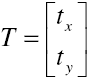 T = [ t_x
t_y ]